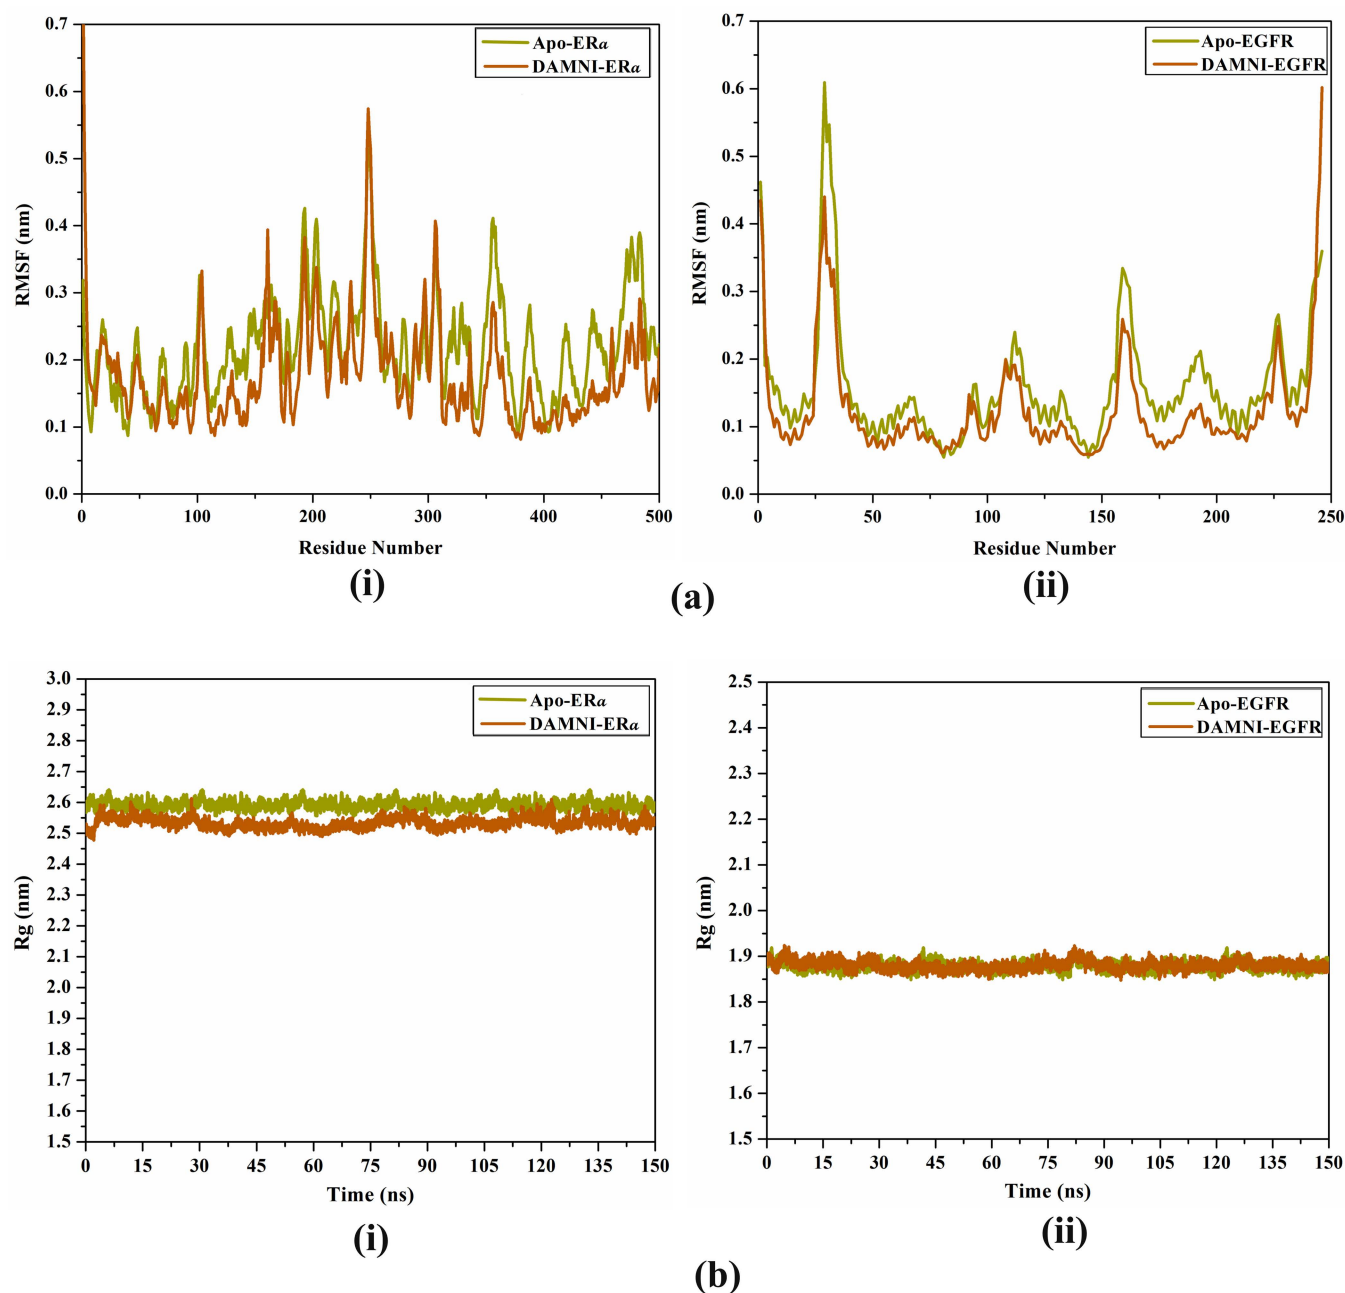 Apo-ERα
DAMNI-ERα
0.7
0.6
0.5
0.4
0.3
0.2
0.1
0.0
RMSF (nm)
0 100 200 300 400 500
Residue Number
(i)
Apo-EGFR
DAMNI-EGFR
0.7
0.6
0.5
0.4
0.3
0.2
0.1
0.0
RMSF (nm)
0 50 100 150 200 250
Residue Number
(ii)
(a)
Apo-ERα
DAMNI-ERα
3.0
2.9
2.8
2.7
2.6
2.5
2.4
2.3
2.2
2.1
2.0
1.9
1.8
1.7
1.6
1.5
Rg (nm)
0 15 30 45 60 75 90 105 120 135 150
Time (ns)
(i)
Apo-EGFR
DAMNI-EGFR
2.5
2.4
2.3
2.2
2.1
2.0
1.9
1.8
1.7
1.6
1.5
Rg (nm)
0 15 30 45 60 75 90 105 120 135 150
Time (ns)
(ii)
(b)